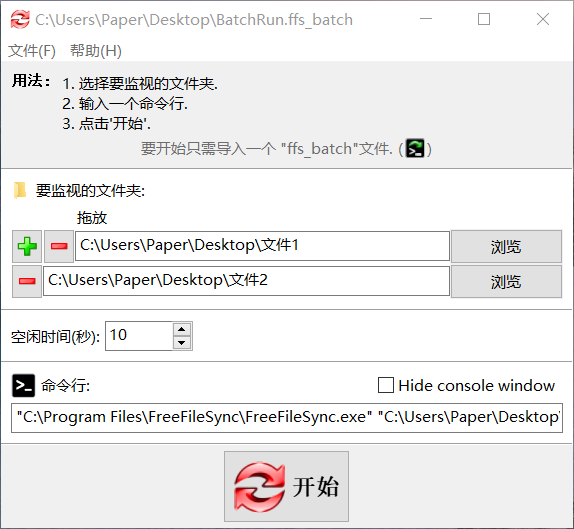 C:\Users\Paper\Desktop\BatchRun.ffs_batch
文件(F) 帮助(H)
用法: 1. 选择要监视的文件夹.
2. 输入一个命令行.
3. 点击'开始'.
要开始只需导入一个 "ffs_batch"文件. ( )
要监视的文件夹:
拖放
C:\Users\Paper\Desktop\文件1 浏览
C:\Users\Paper\Desktop\文件2 浏览
空闲时间(秒): 10
命令行: Hide console window
"C:\Program Files\FreeFileSync\FreeFileSync.exe" "C:\Users\Paper\Desktop\
开始